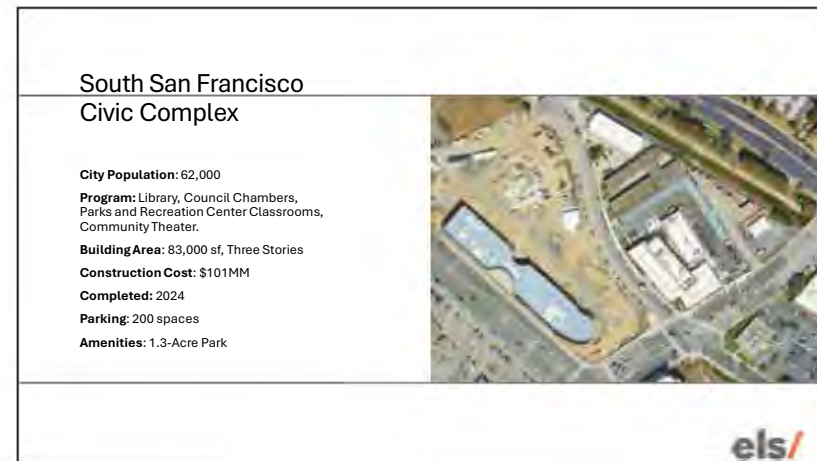 South San Francisco
Civic Complex
City Population: 62,000
Program: Library, Council Chambers,
Parks and Recreation Center Classrooms,
Community Theater.
Building Area: 83,000 sf, Three Stories
Construction Cost: $101MM
Completed: 2024
Parking: 200 spaces
Amenities: 1.3-Acre Park
els/